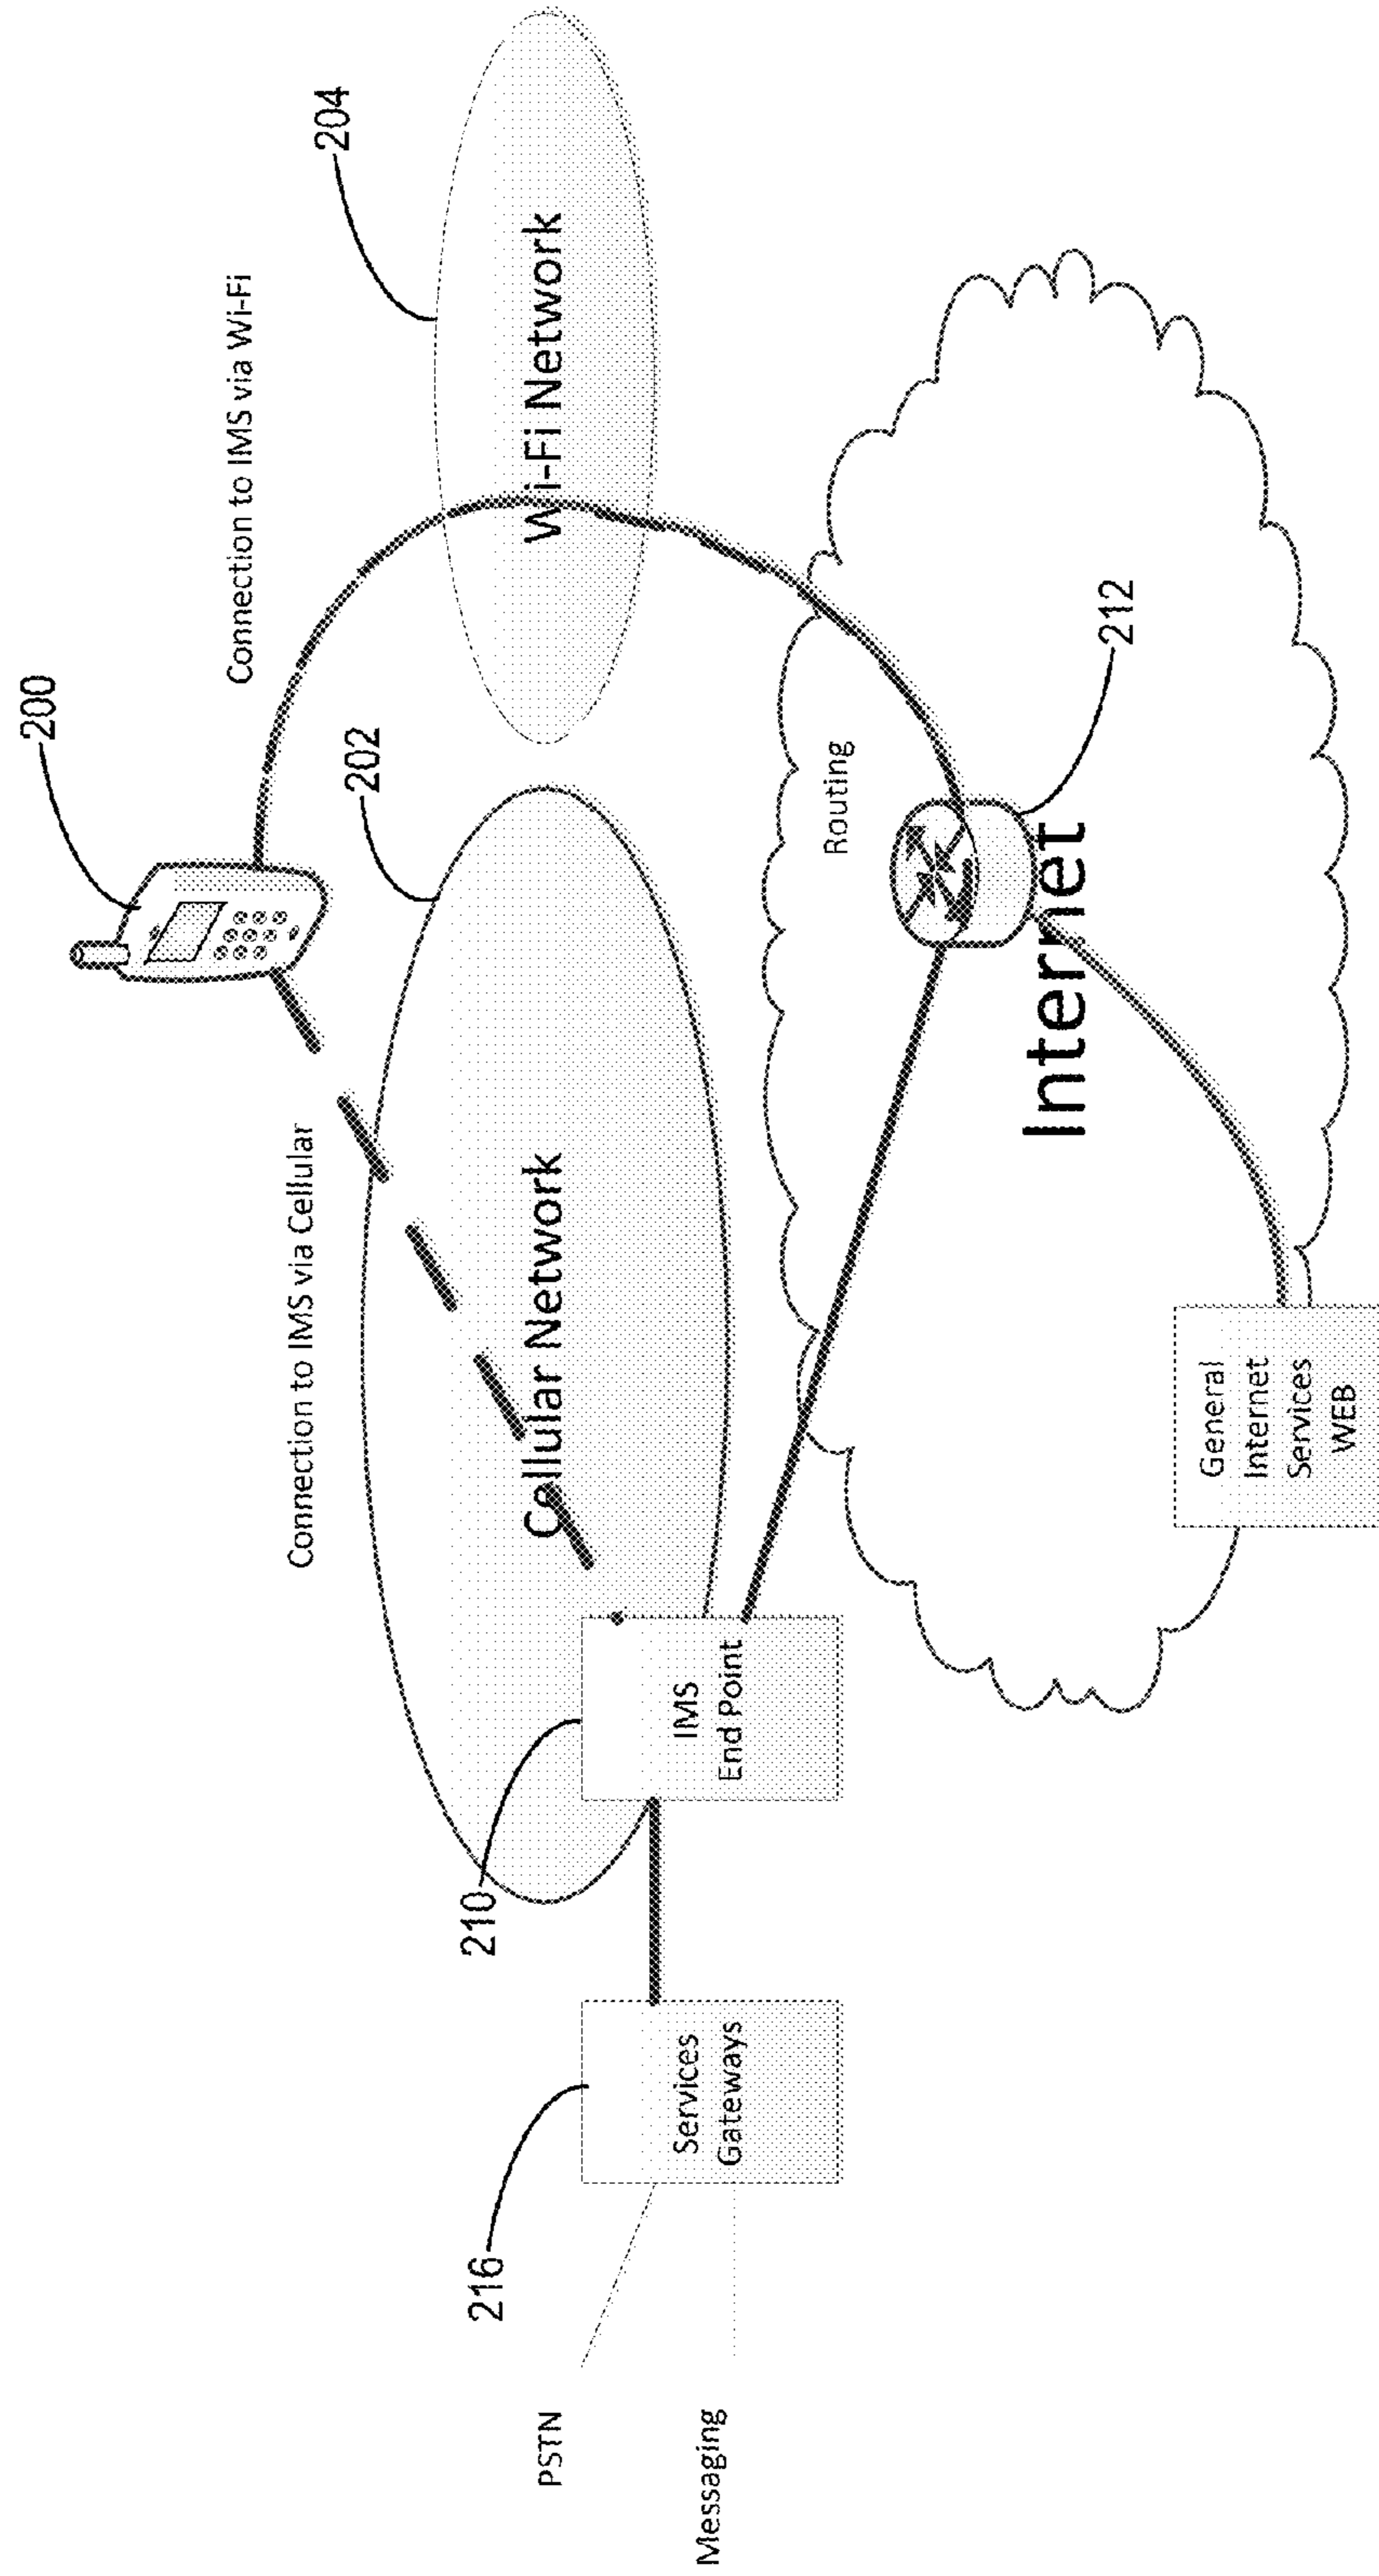 200
Connection to IMS via Wi-Fi
204
Connection to IMS via Cellular
202
Cellular Network
Wi-Fi Network
210
216
PSTN
Messaging
Services
Gateways
IMS
End Point
Routing
212
Internet
General
Internet
Services
WEB